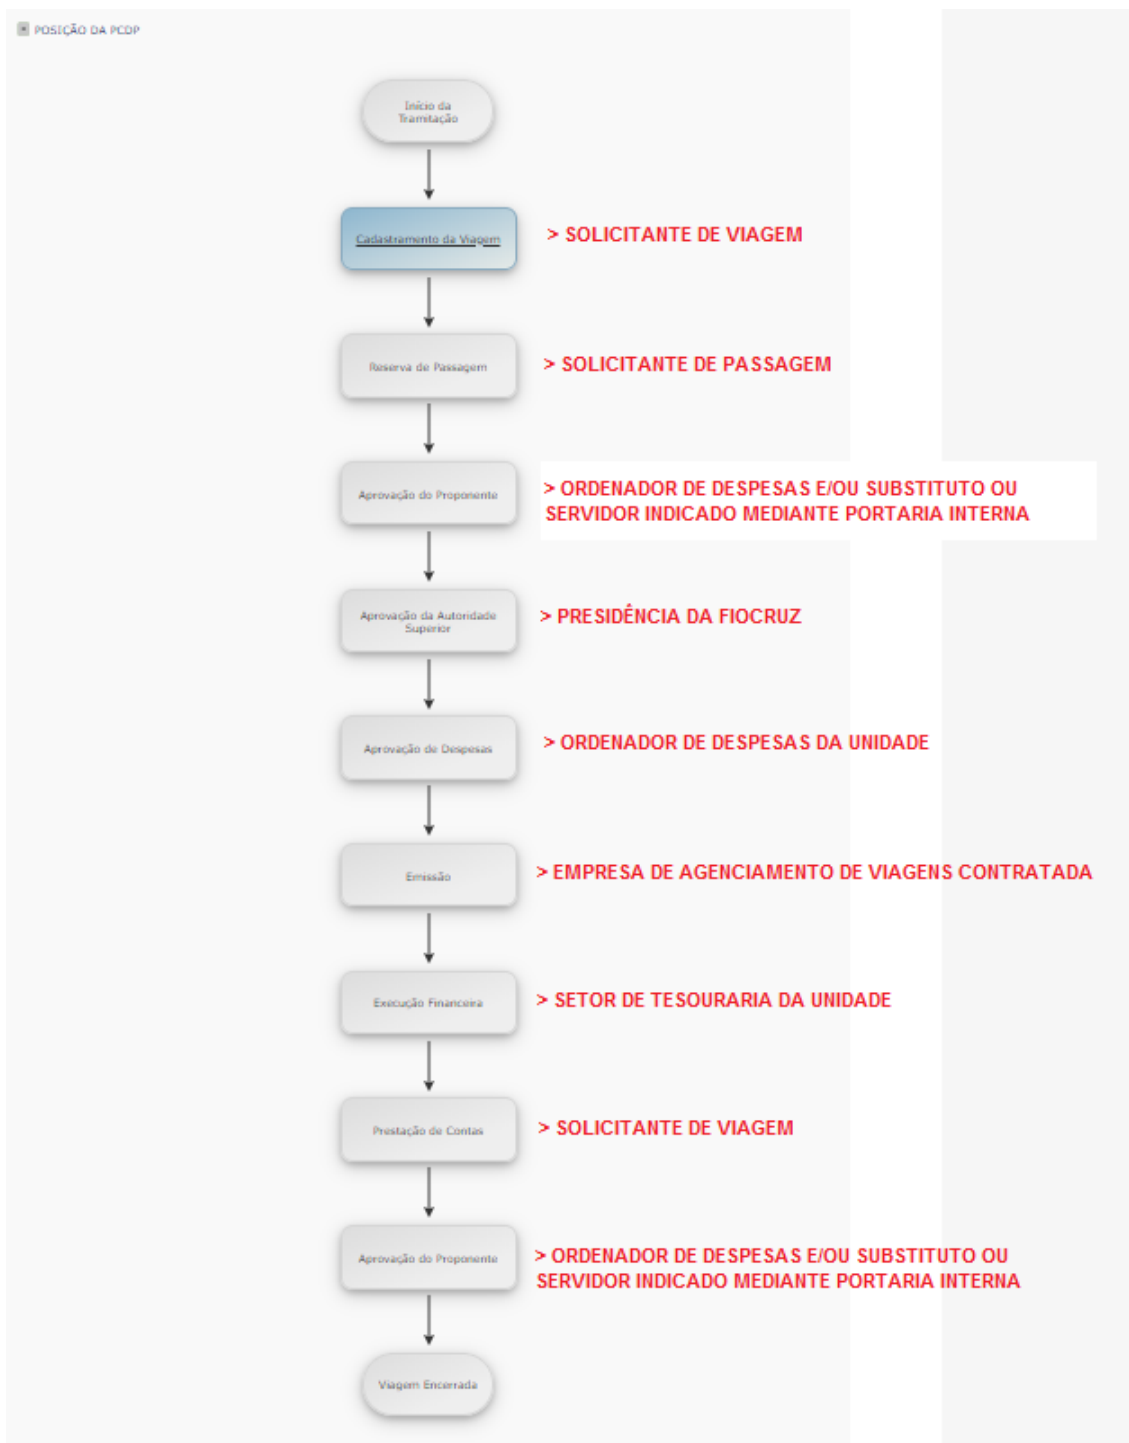 POSIÇÃO DA PCDP
Início da
Tramitação
Cadastramento da Viagem
> SOLICITANTE DE VIAGEM
Reserva de Passagem
> SOLICITANTE DE PASSAGEM
Aprovação do Proponente
> ORDENADOR DE DESPESAS E/OU SUBSTITUTO OU
SERVIDOR INDICADO MEDIANTE PORTARIA INTERNA
Aprovação da Autoridade
Superior
> PRESIDÊNCIA DA FIOCRUZ
Aprovação de Despesas
> ORDENADOR DE DESPESAS DA UNIDADE
Emissão
> EMPRESA DE AGENCIAMENTO DE VIAGENS CONTRATADA
Execução Financeira
> SETOR DE TESOURARIA DA UNIDADE
Prestação de Contas
> SOLICITANTE DE VIAGEM
Aprovação do Proponente
> ORDENADOR DE DESPESAS E/OU SUBSTITUTO OU
SERVIDOR INDICADO MEDIANTE PORTARIA INTERNA
Viagem Encerrada